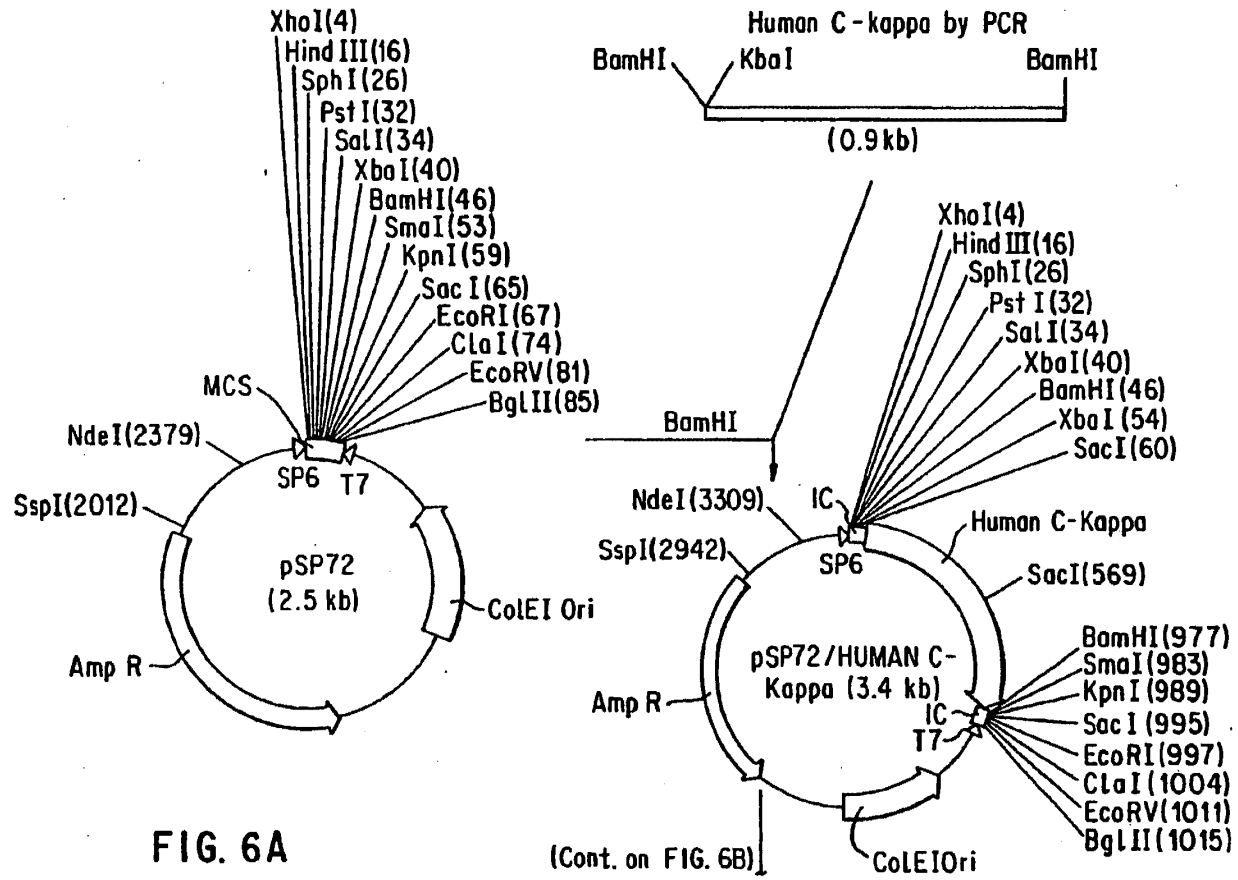 XhoI(4)
Hind III(16)
SphI(26)
PstI(32)
SalI(34)
XbaI(40)
BamHI(46)
SmaI(53)
KpnI(59)
Sac I(65)
EcoRI(67)
ClaI(74)
EcoRV(81)
BglII(85)
MCS
NdeI(2379)
SP6
T7
SspI(2012)
pSP72
(2.5 kb)
ColEI Ori
Amp R
FIG. 6A
Human C-kappa by PCR
BamHI
KbaI
BamHI
(0.9kb)
BamHI
XhoI(4)
Hind III(16)
SphI(26)
Pst I(32)
SalI(34)
XbaI(40)
BamHI(46)
XbaI(54)
SacI(60)
NdeI(3309)
IC
SP6
Human C-Kappa
SspI(2942)
SacI(569)
pSP72/HUMAN C-
Kappa (3.4 kb)
Amp R
IC
T7
BamHI(977)
SmaI(983)
KpnI(989)
Sac I(995)
EcoRI(997)
ClaI(1004)
EcoRV(1011)
BglII(1015)
ColEIOri
(Cont. on FIG. 6B)